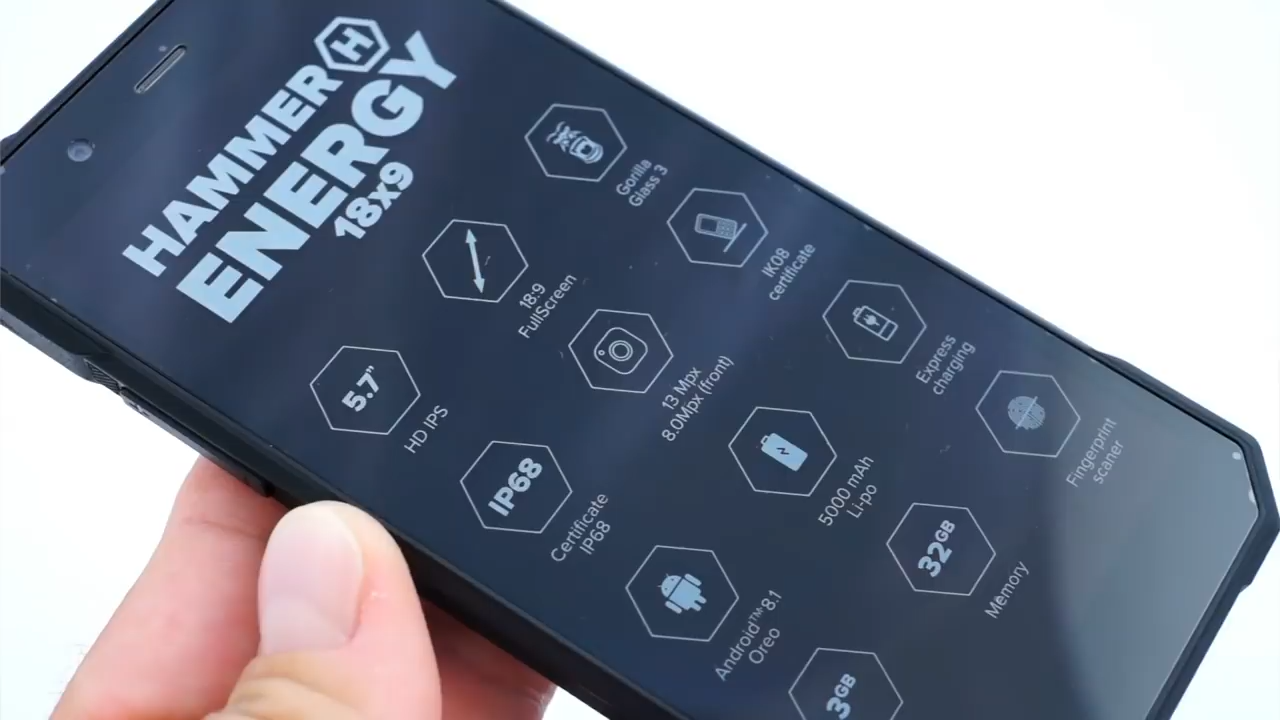 HAMMER H
ENERGY
18x9
5.7"
HD IPS
18:9
FullScreen
Gorilla
Glass 3
IP68
Certificate
IP68
13 Mpx
8.0Mpx (front)
IK08
certificate
Android™ 8.1
Oreo
5000 mAh
Li-po
Express
charging
3GB
32GB
Memory
Fingerprint
scaner